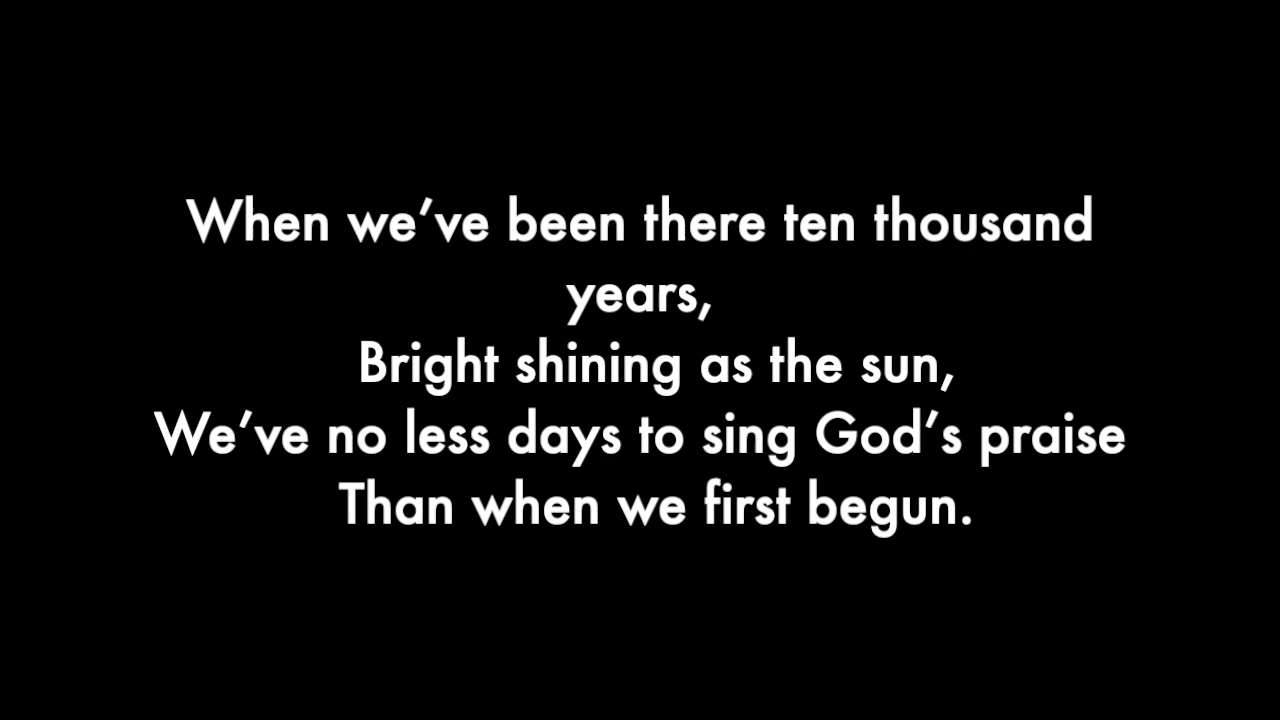 When we’ve been there ten thousand
years,
Bright shining as the sun,
We’ve no less days to sing God’s praise
Than when we first begun.